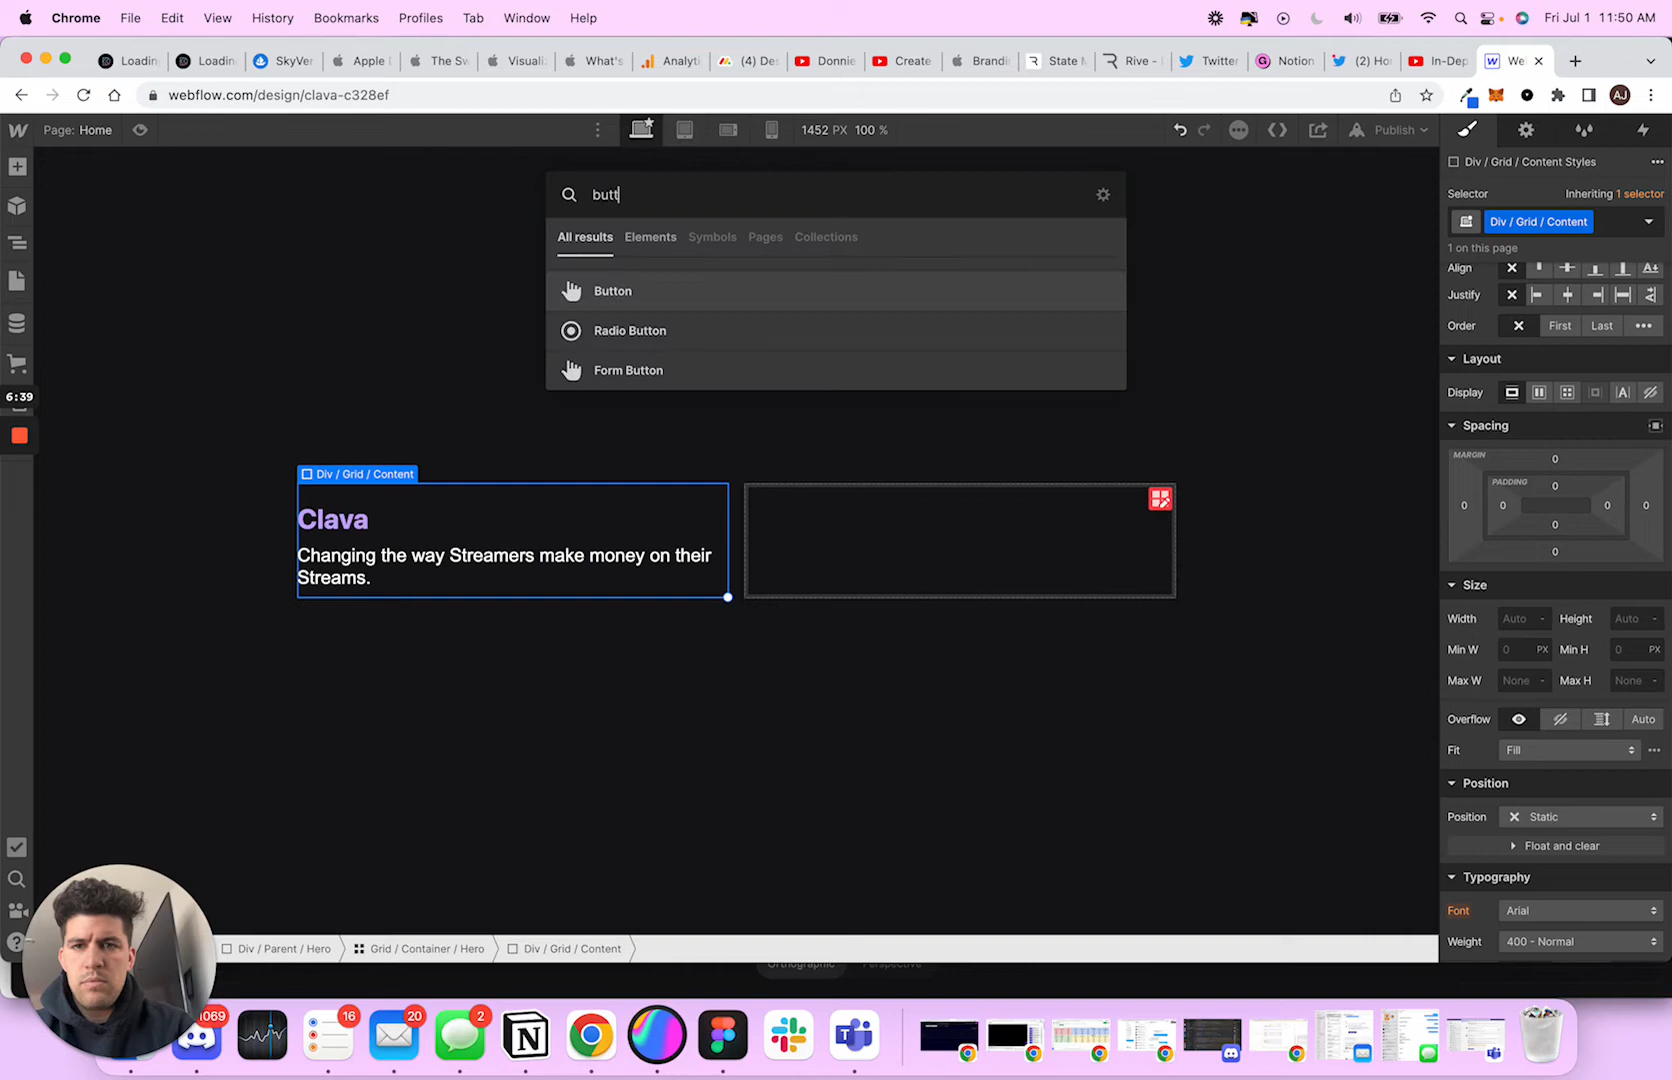 Chrome File Edit View History Bookmarks Profiles Tab Window Help Fri Jul 1 11:50 AM
Loading Loading SkyVer Apple The Sw Visuali What's Analyti (4) Des Donnie Create Brandi State M Rive - Twitter Notion (2) Ho In-Dep We
webflow.com/design/clava-c328ef AJ
Page: Home 1452 PX 100 % Publish
Div / Grid / Content Styles
Selector Inheriting 1 selector
Div / Grid / Content
1 on this page
Align
Justify
Order First Last
Layout
Display
Spacing
MARGIN
0
PADDING
0
0 0 0 0
0
0
Size
Width Auto - Height Auto -
Min W 0 PX Min H 0 PX
Max W None - Max H None -
Overflow Auto
Fit Fill
Position
Position Static
Float and clear
Typography
Font Arial
Weight 400 - Normal
butt
All results Elements Symbols Pages Collections
Button
Radio Button
Form Button
6:39
Div / Grid / Content
Clava
Changing the way Streamers make money on their
Streams.
Div / Parent / Hero Grid / Container / Hero Div / Grid / Content
Orthographic Perspective
1069 16 20 2